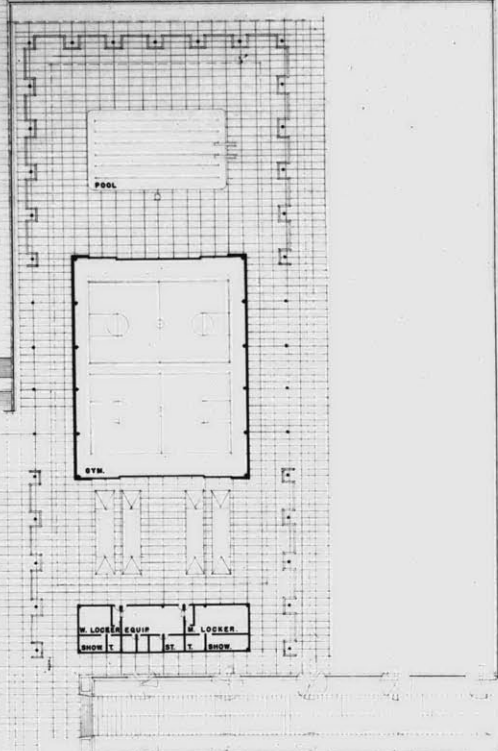 POOL
GYM.
W. LOCKER EQUIP M. LOCKER
SHOW. T. ST. T. SHOW.